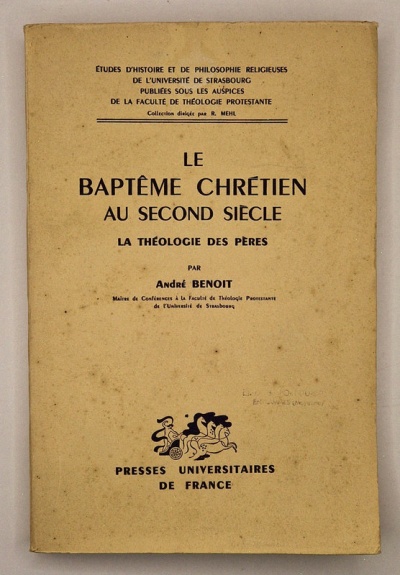 ÉTUDES D'HISTOIRE ET DE PHILOSOPHIE RELIGIEUSES
DE L'UNIVERSITÉ DE STRASBOURG
PUBLIÉES SOUS LES AUSPICES
DE LA FACULTÉ DE THÉOLOGIE PROTESTANTE
Collection dirigée par R. MEHL
LE
BAPTÊME CHRÉTIEN
AU SECOND SIÈCLE
LA THÉOLOGIE DES PÈRES
PAR
André BENOIT
Maître de Conférences à la Faculté de Théologie Protestante
de l'Université de Strasbourg
PRESSES UNIVERSITAIRES
DE FRANCE